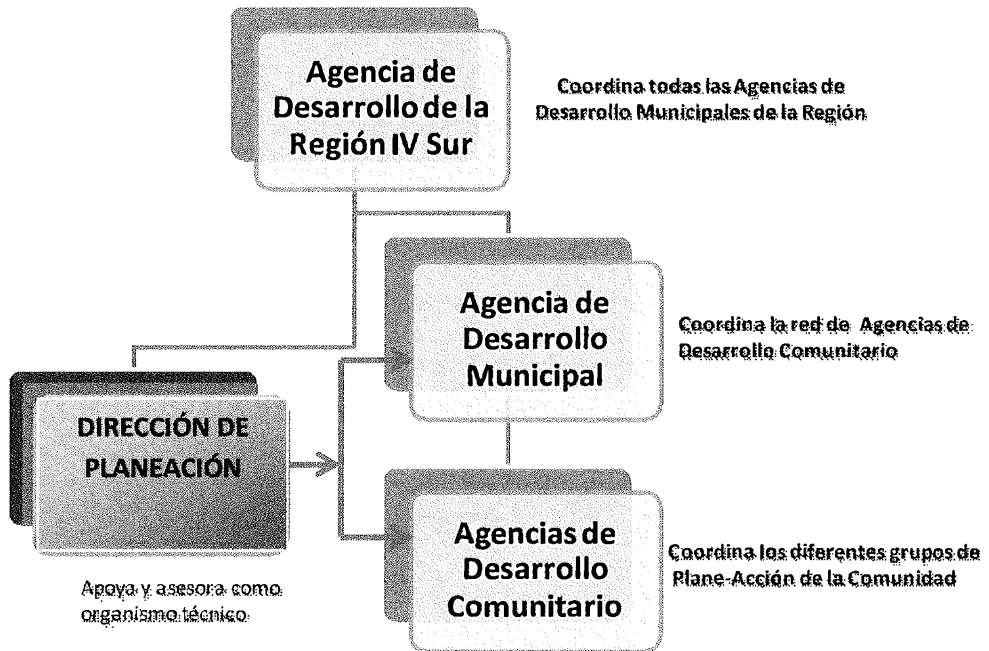 Agencia de
Desarrollo de la
Región IV Sur
Coordina todas las Agencias de
Desarrollo Municipales de la Región
Agencia de
Desarrollo
Municipal
Coordina la red de Agencias de
Desarrollo Comunitario
DIRECCIÓN DE
PLANEACIÓN
Apoya y asesora como
organismo técnico
Agencias de
Desarrollo
Comunitario
Coordina los diferentes grupos de
Plane-Acción de la Comunidad